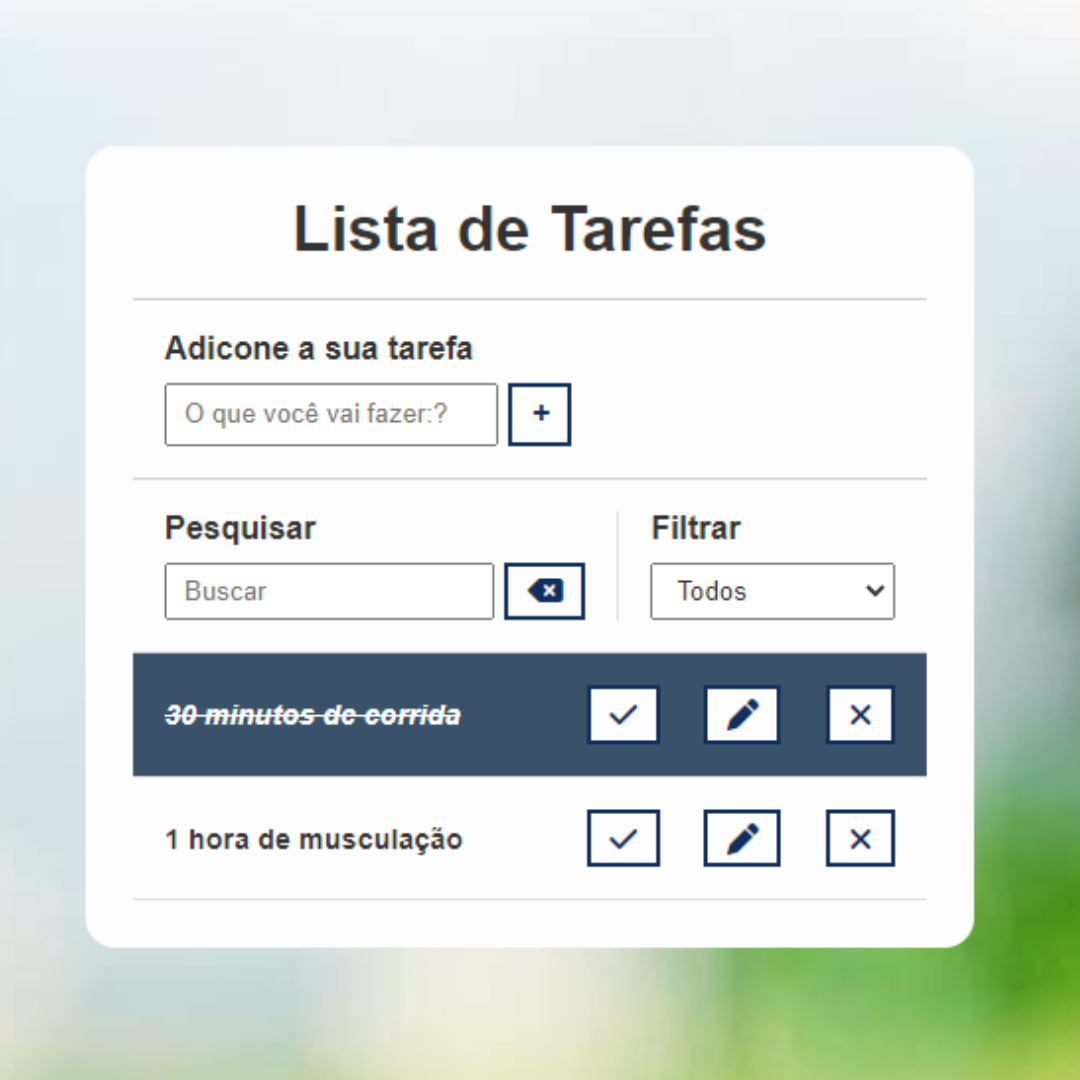 Lista de Tarefas
Adicione a sua tarefa
O que você vai fazer:?
+
Pesquisar
Filtrar
Buscar
Todos
30 minutos de corrida
1 hora de musculação